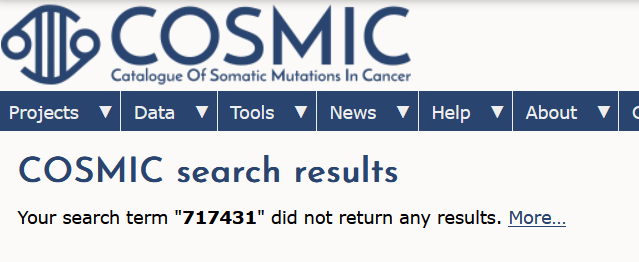 COSMIC
Catalogue Of Somatic Mutations In Cancer
Projects ▼ Data ▼ Tools ▼ News ▼ Help ▼ About ▼
COSMIC search results
Your search term "717431" did not return any results. More...